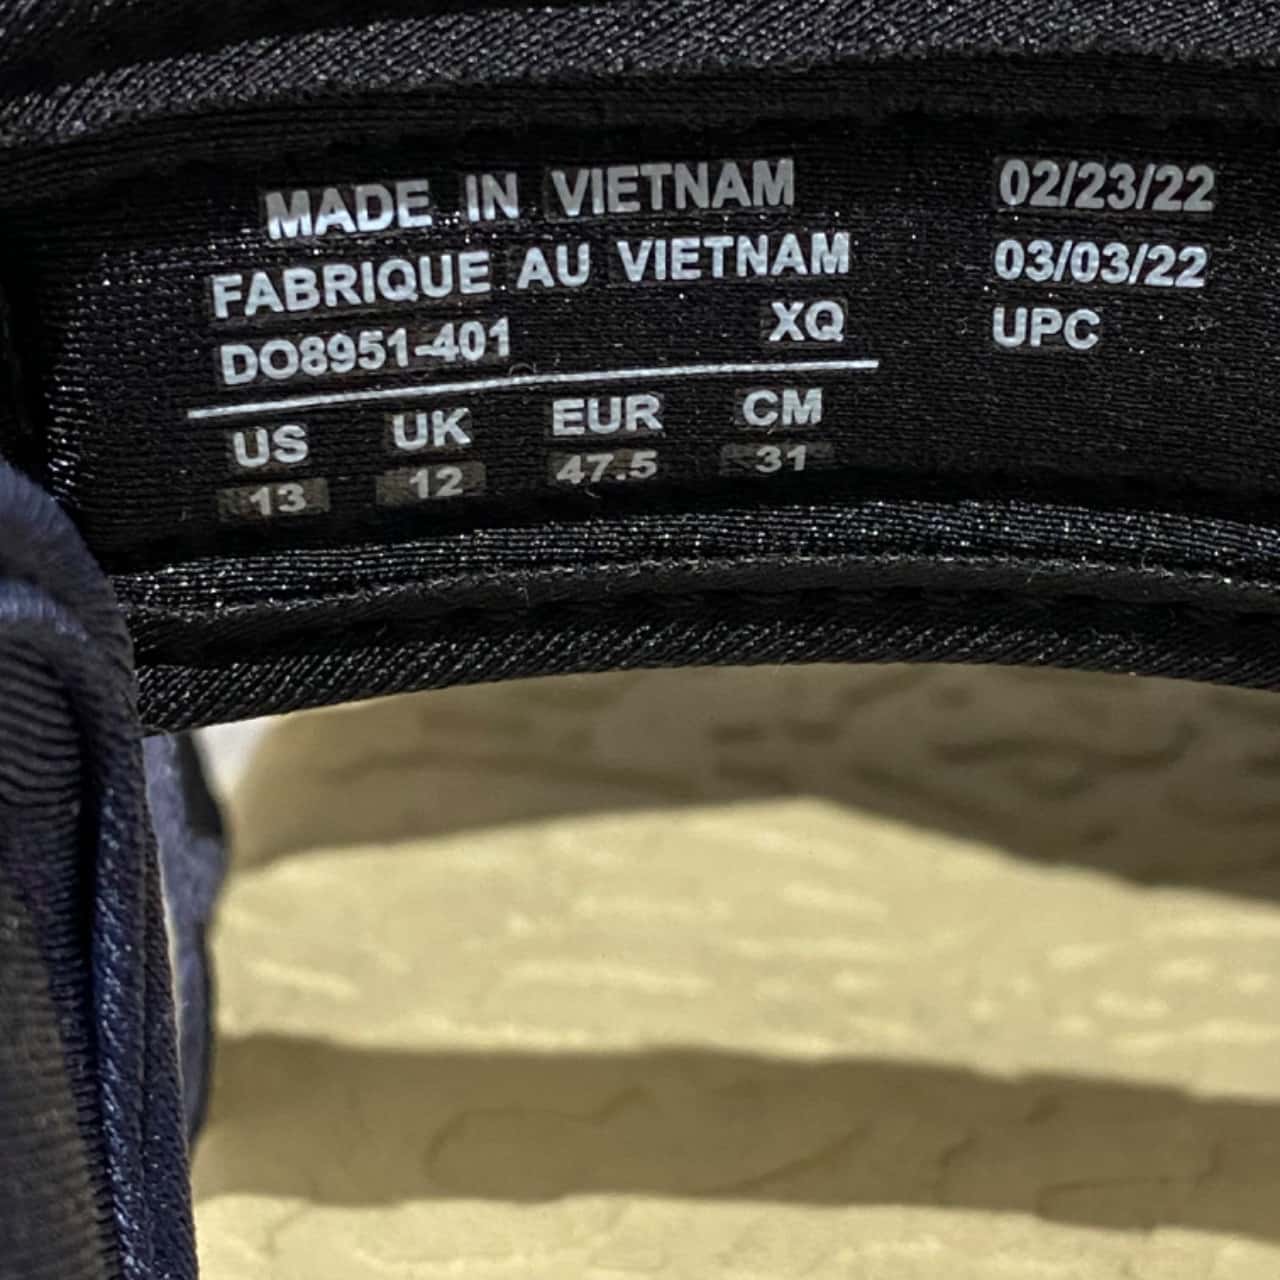 MADE IN VIETNAM
FABRIQUE AU VIETNAM
DO8951-401 XQ
US UK EUR CM
13 12 47.5 31
02/23/22
03/03/22
UPC